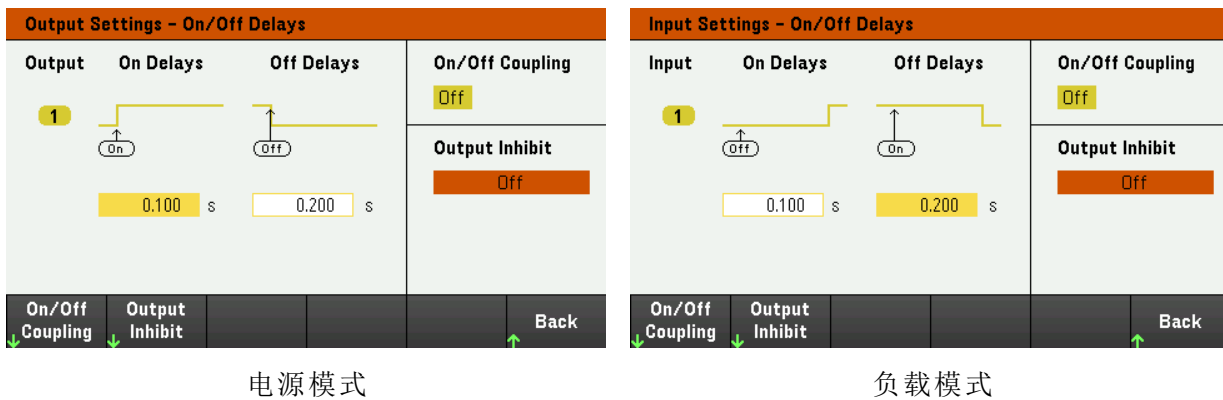 Output Settings - On/Off Delays
Output On Delays Off Delays On/Off Coupling
Off
1
On Off
Output Inhibit
Off
0.100 s 0.200 s
On/Off Coupling
Output Inhibit
Back
电源模式
Input Settings - On/Off Delays
Input On Delays Off Delays On/Off Coupling
Off
1
Off On
Output Inhibit
Off
0.100 s 0.200 s
On/Off Coupling
Output Inhibit
Back
负载模式